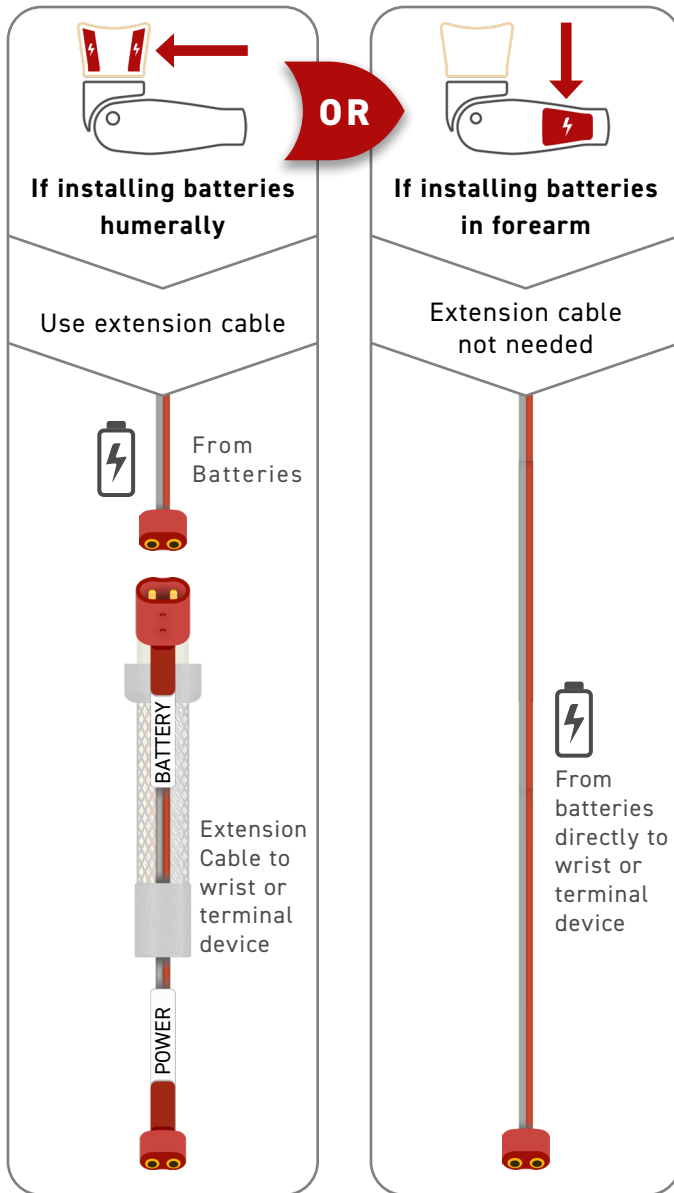 OR
If installing batteries
humerally
Use extension cable
From
Batteries
BATTERY
Extension
Cable to
wrist or
terminal
device
POWER
If installing batteries
in forearm
Extension cable
not needed
From
batteries
directly to
wrist or
terminal
device